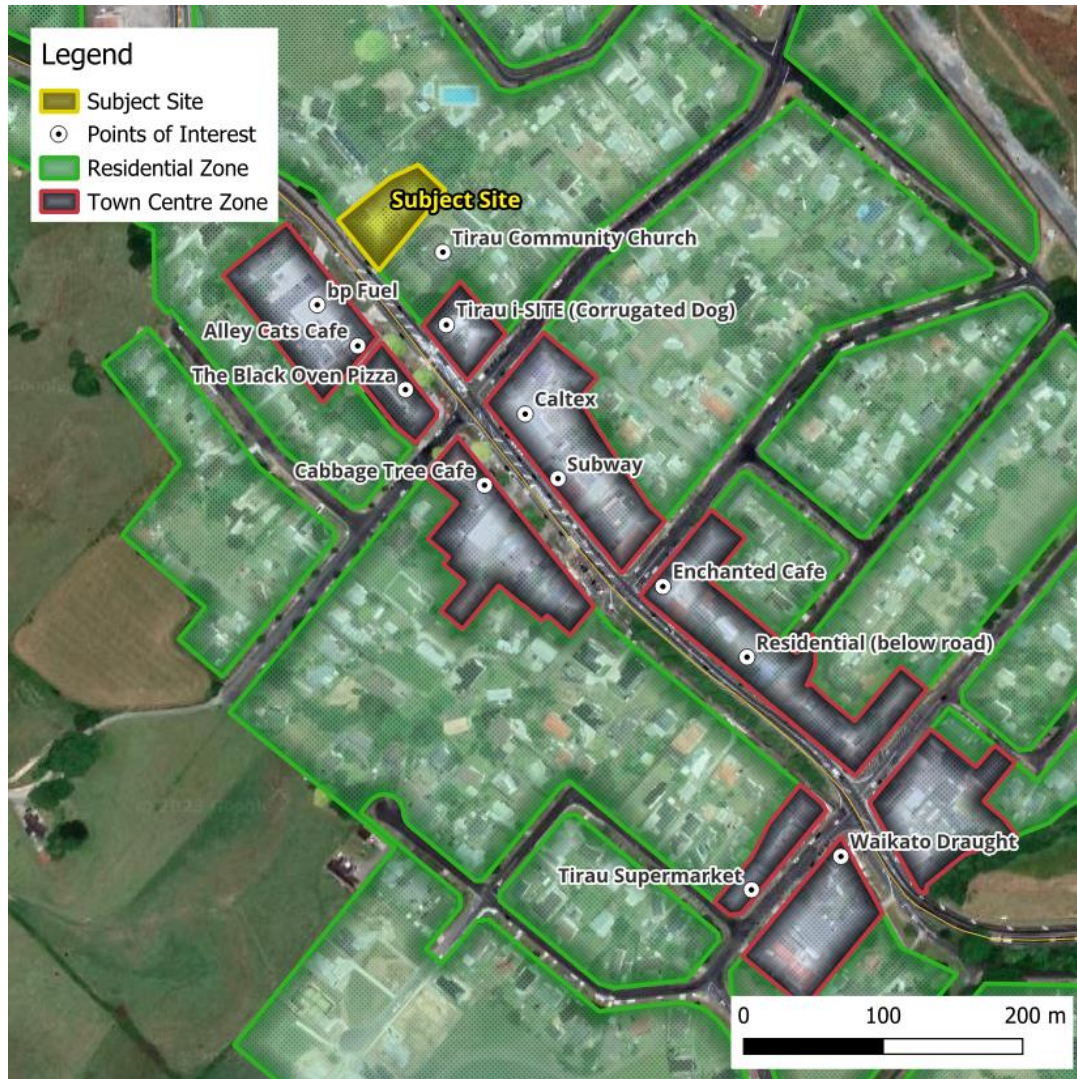 Legend
Subject Site
Points of Interest
Residential Zone
Town Centre Zone
Subject Site
Tirau Community Church
bp Fuel
Tirau i-SITE (Corrugated Dog)
Alley Cats Cafe
The Black Oven Pizza
Caltex
Cabbage Tree Cafe
Subway
Enchanted Cafe
Residential (below road)
Waikato Draught
Tirau Supermarket
0 100 200 m